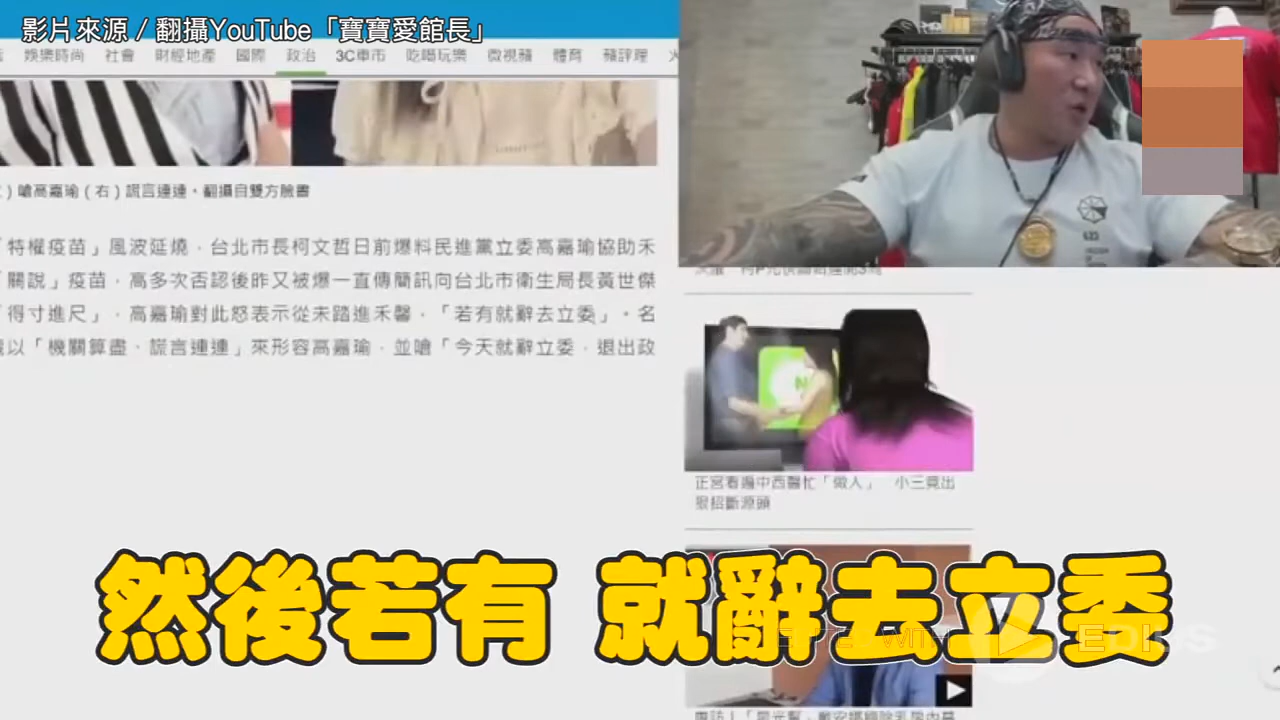 影片來源 / 翻攝YouTube「寶寶愛館長」
娛樂時尚 社會 財經地產 國際 政治 3C車市 吃喝玩樂 微視蘋 體育 蘋評理
）嗆高嘉瑜（右）謊言連連。翻攝自雙方臉書
「特權疫苗」風波延燒，台北市長柯文哲日前爆料民進黨立委高嘉瑜協助禾
「關說」疫苗，高多次否認後昨又被爆一直傳簡訊向台北市衛生局長黃世傑
「得寸進尺」，高嘉瑜對此怒表示從未踏進禾馨，「若有就辭去立委」。名
以「機關算盡、謊言連連」來形容高嘉瑜，並嗆「今天就辭立委，退出政
正宮看過中西醫忙「做人」 小三竟出
狠招斷源頭
然後若有 就辭去立委
EDIUS